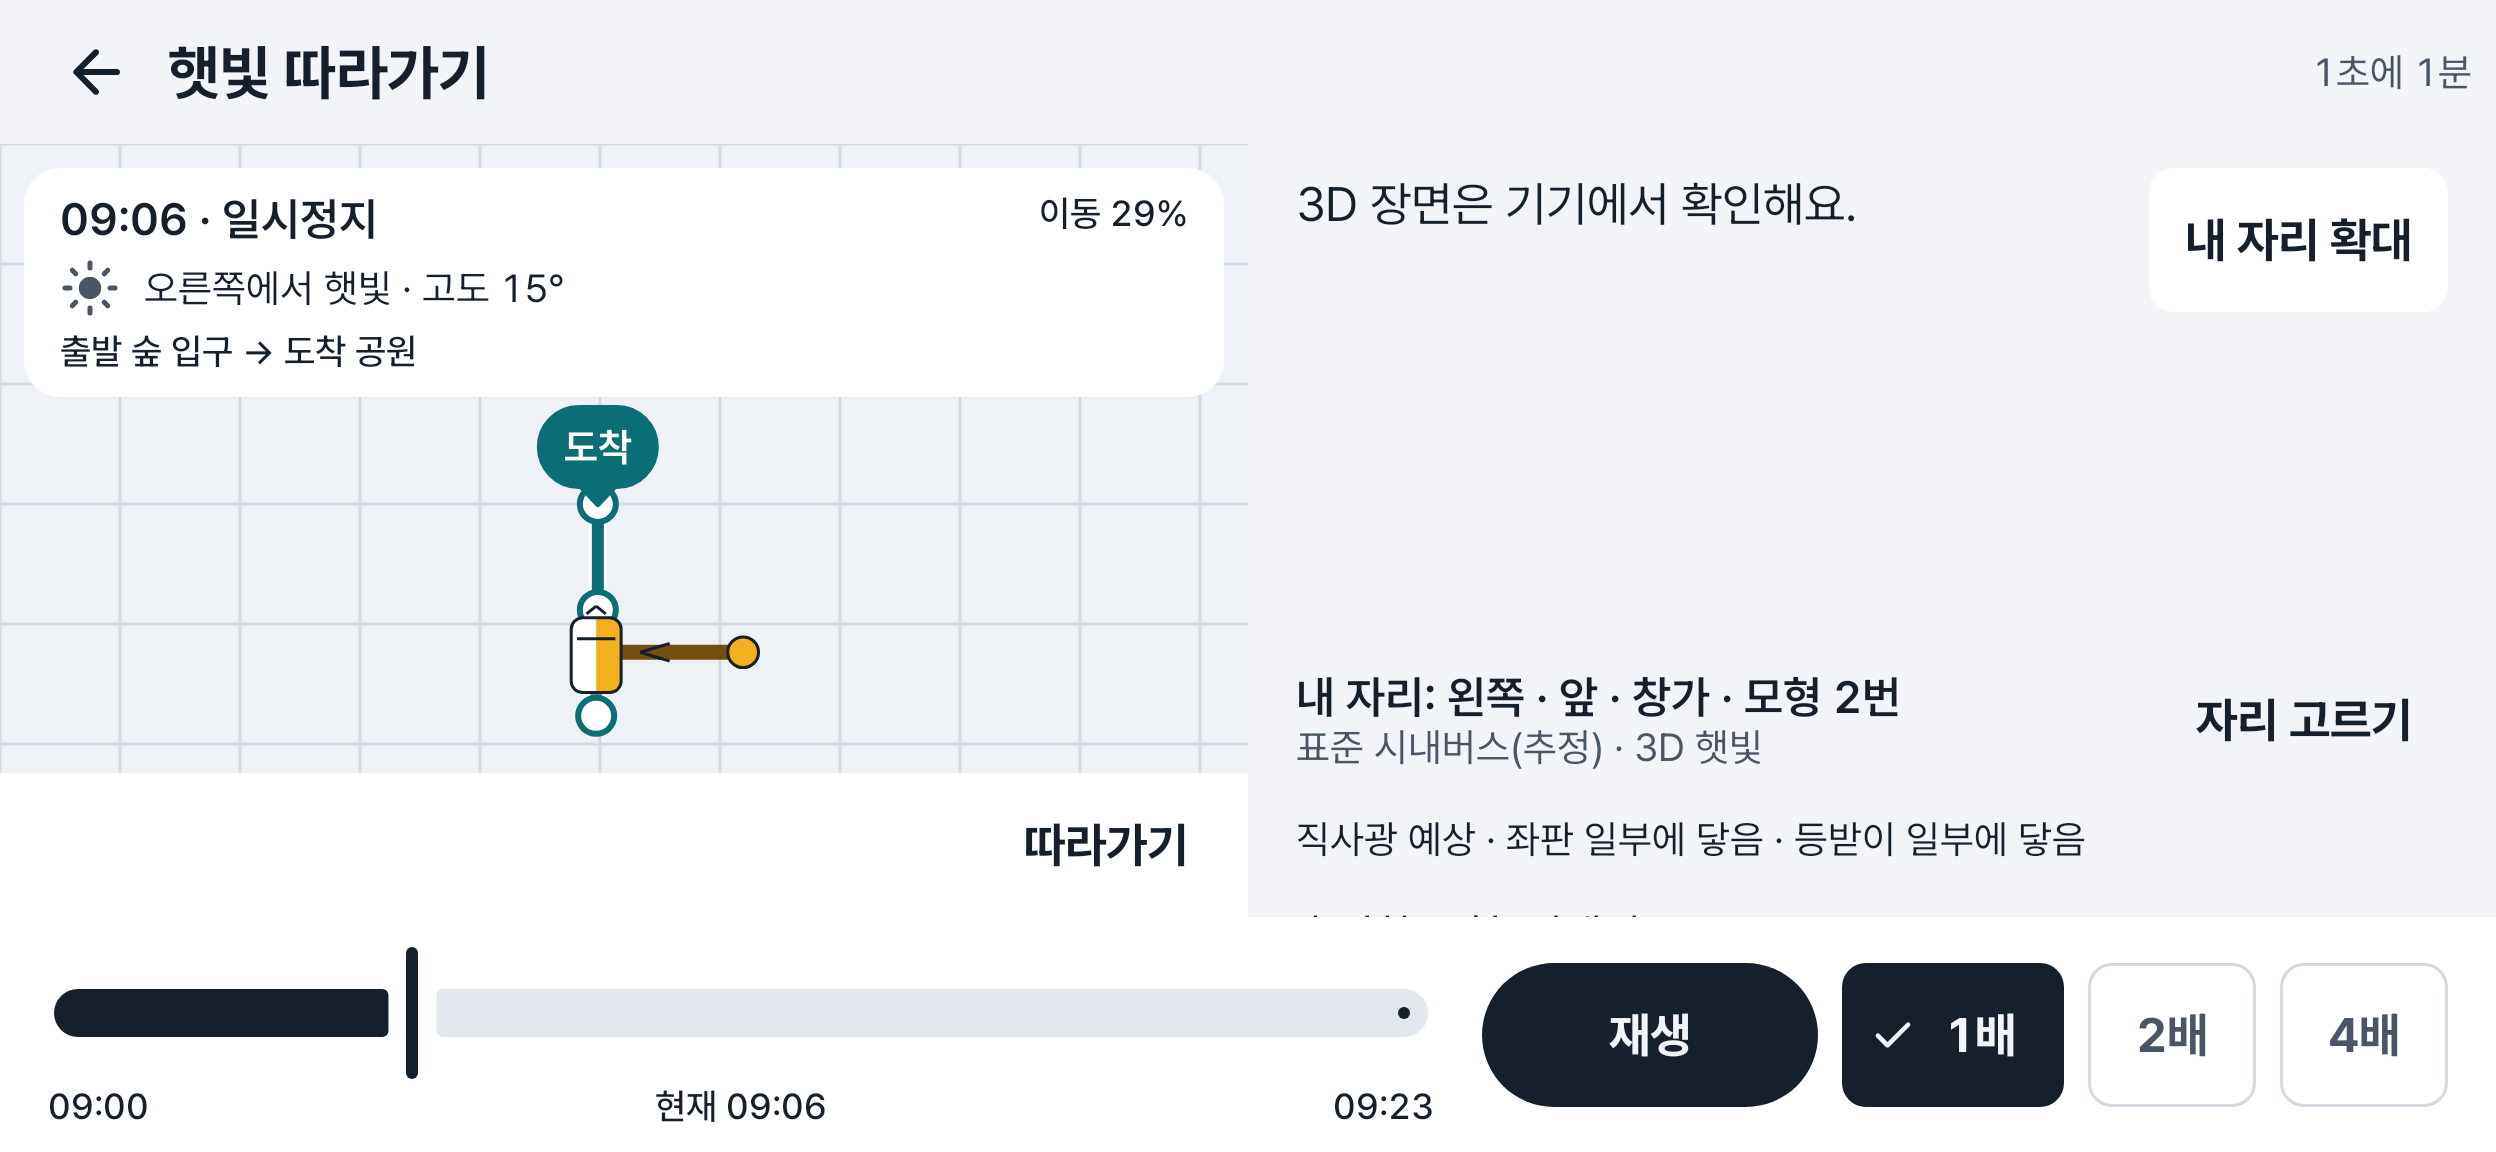 햇빛 따라가기
1초에 1분
09:06 · 일시정지
이동 29%
오른쪽에서 햇빛 · 고도 15°
출발 숲 입구 → 도착 공원
도착
따라가기
3D 장면은 기기에서 확인해요.
내 자리 확대
내 자리: 왼쪽 · 앞 · 창가 · 모형 2번
표준 시내버스(수평) · 3D 햇빛
자리 고르기
직사광 예상 · 좌판 일부에 닿음 · 등받이 일부에 닿음
09:00
현재 09:06
09:23
재생
1배
2배
4배